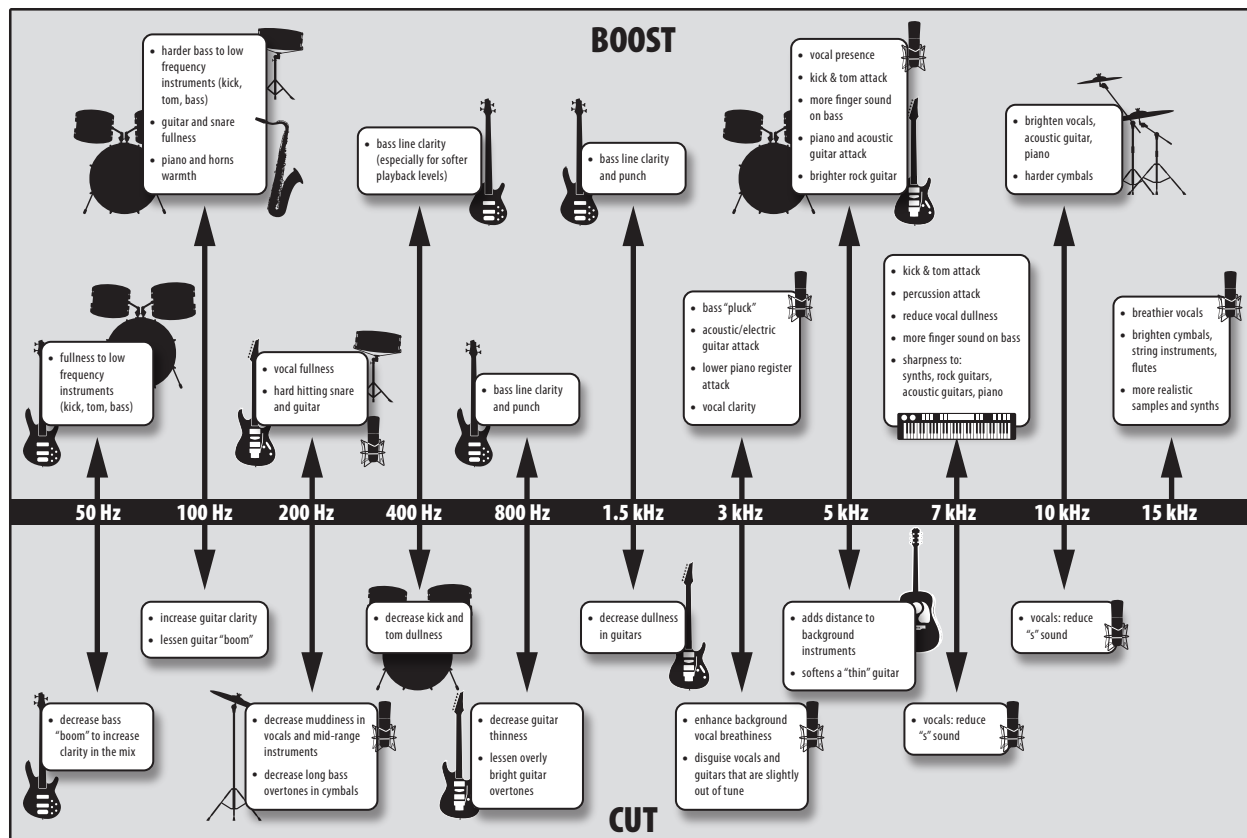 BOOST
• harder bass to low
frequency
instruments (kick,
tom, bass)
• guitar and snare
fullness
• piano and horns
warmth
• bass line clarity
(especially for softer
playback levels)
• bass line clarity
and punch
• vocal presence
• kick & tom attack
• more finger sound
on bass
• piano and acoustic
guitar attack
• brighter rock guitar
• brighten vocals,
acoustic guitar,
piano
• harder cymbals
• fullness to low
frequency
instruments
(kick, tom, bass)
• vocal fullness
• hard hitting snare
and guitar
• bass line clarity
and punch
• bass "pluck"
• acoustic/electric
guitar attack
• lower piano register
attack
• vocal clarity
• kick & tom attack
• percussion attack
• reduce vocal dullness
• more finger sound on bass
• sharpness to:
synths, rock guitars,
acoustic guitars, piano
• breathier vocals
• brighten cymbals,
string instruments,
flutes
• more realistic
samples and synths
50 Hz 100 Hz 200 Hz 400 Hz 800 Hz 1.5 kHz 3 kHz 5 kHz 7 kHz 10 kHz 15 kHz
• increase guitar clarity
• lessen guitar "boom"
• decrease kick and
tom dullness
• decrease dullness
in guitars
• adds distance to
background
instruments
• softens a "thin" guitar
• vocals: reduce
"s" sound
• decrease bass
"boom" to increase
clarity in the mix
• decrease muddiness in
vocals and mid-range
instruments
• decrease long bass
overtones in cymbals
• decrease guitar
thinness
• lessen overly
bright guitar
overtones
• enhance background
vocal breathiness
• disguise vocals and
guitars that are slightly
out of tune
• vocals: reduce
"s" sound
CUT